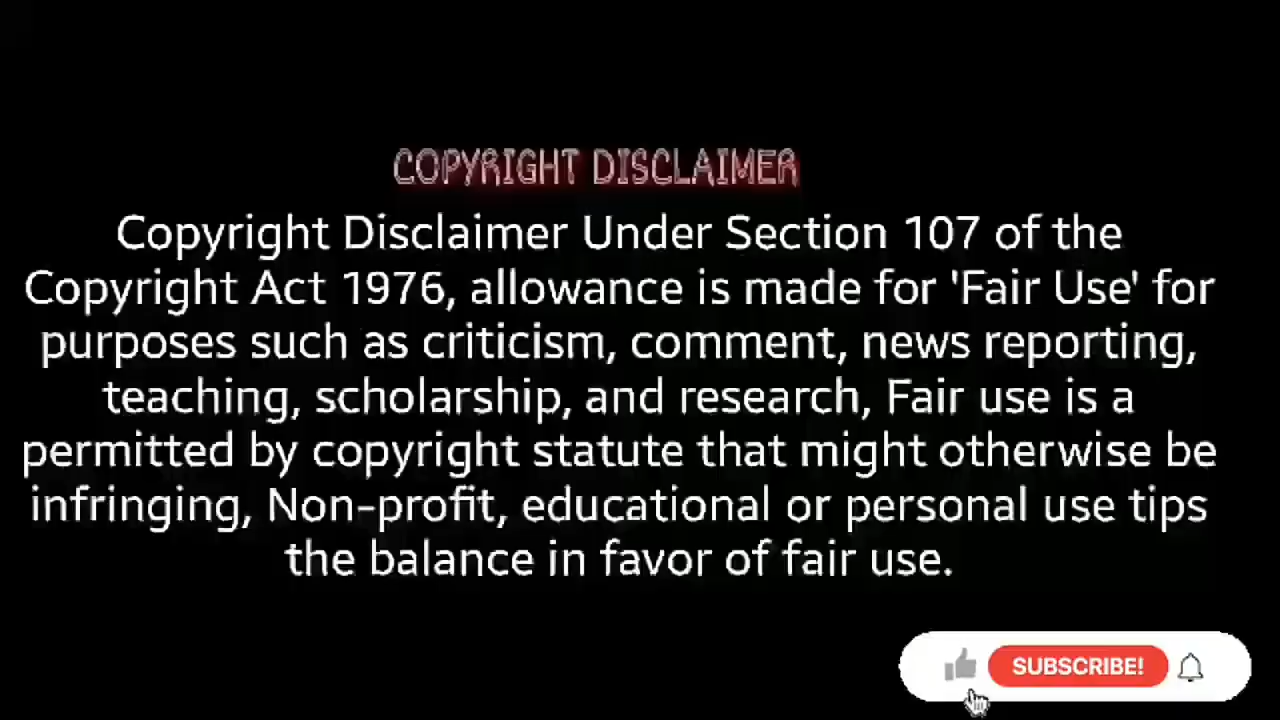 COPYRIGHT DISCLAIMER
Copyright Disclaimer Under Section 107 of the
Copyright Act 1976, allowance is made for 'Fair Use' for
purposes such as criticism, comment, news reporting,
teaching, scholarship, and research, Fair use is a
permitted by copyright statute that might otherwise be
infringing, Non-profit, educational or personal use tips
the balance in favor of fair use.
SUBSCRIBE!